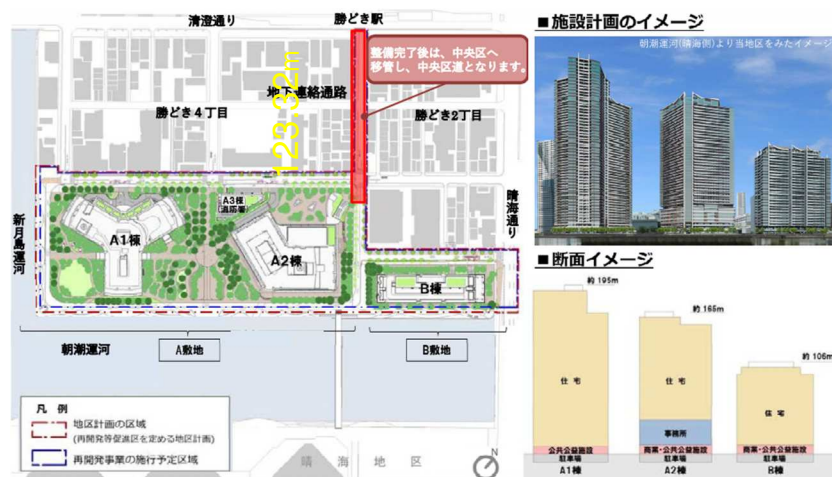 清澄通り
勝どき駅
整備完了後は、中央区へ
移管し、中央区道となります。
123.32m
地下連絡通路
勝どき4丁目
勝どき2丁目
新月島運河
晴海通り
A1棟
A3棟
(消防署)
A2棟
B棟
朝潮運河
A敷地
B敷地
凡 例
地区計画の区域
(再開発等促進区を定める地区計画)
再開発事業の施行予定区域
晴海地区
N
■施設計画のイメージ
朝潮運河(晴海側)より当地区をみたイメージ
■断面イメージ
約195m
約165m
約106m
住宅
住宅
住宅
事務所
公共公益施設
商業・公共公益施設
商業・公共公益施設
駐車場
駐車場
駐車場
A1棟
A2棟
B棟